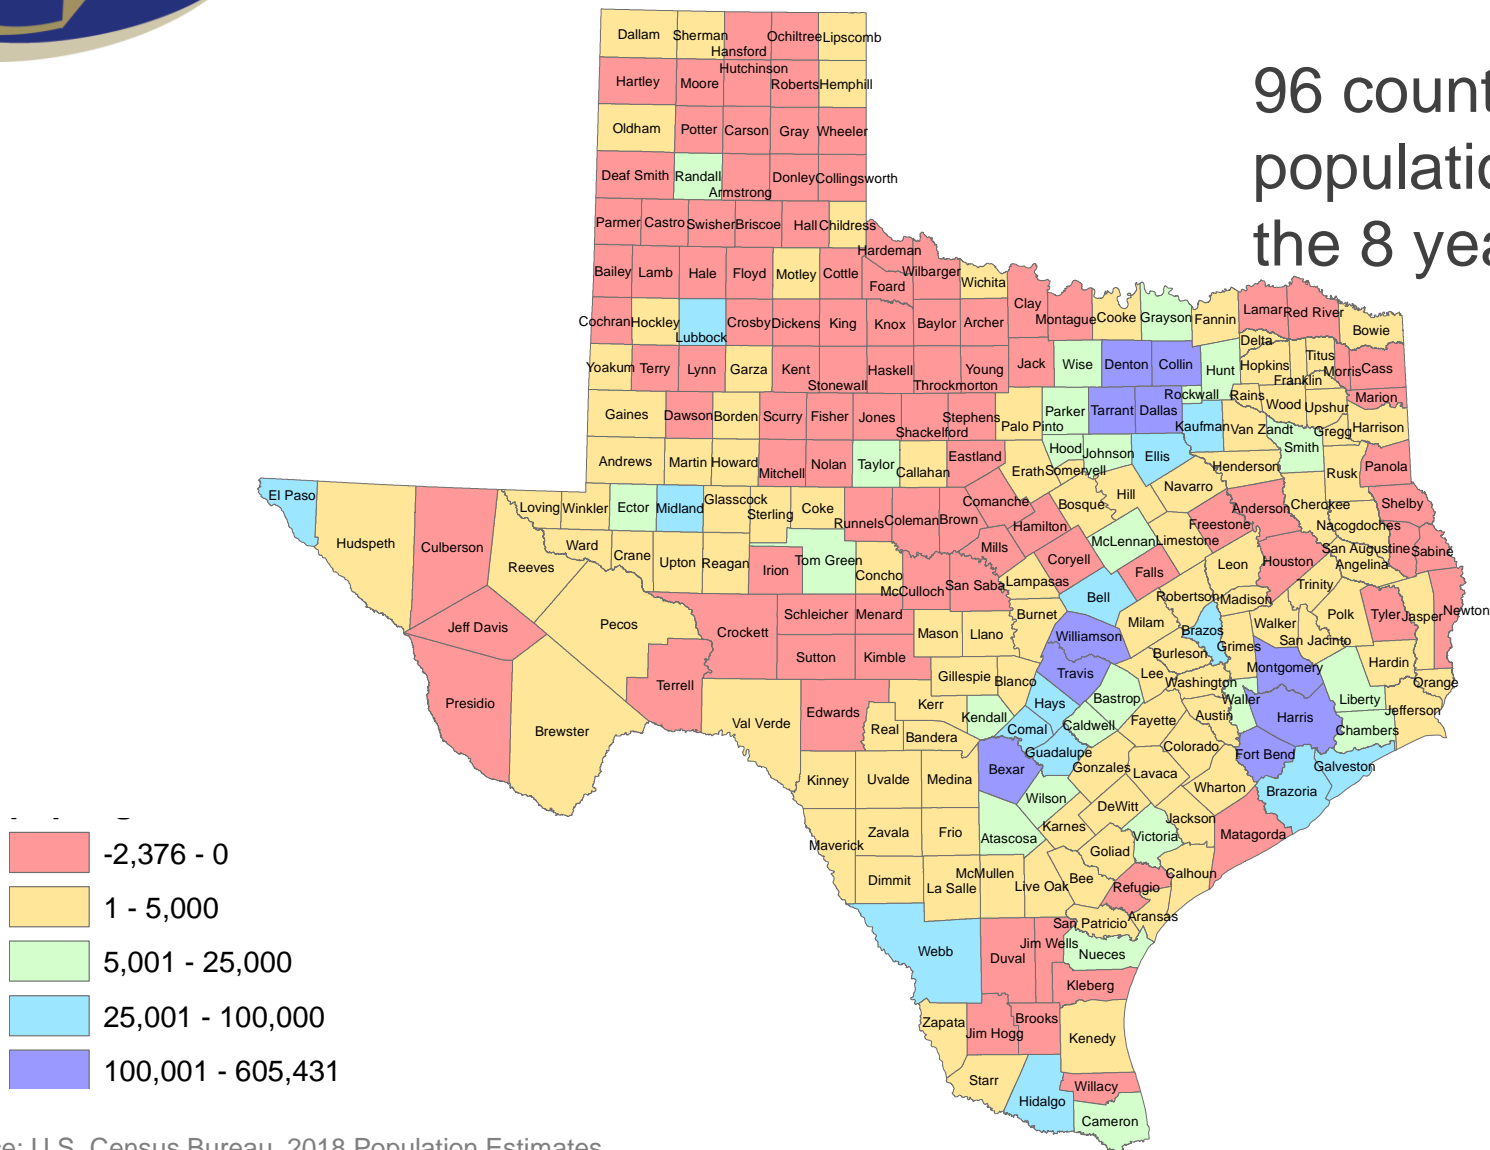 96 count
populatio
the 8 yea
Dallam
Sherman
Hansford
Ochiltree
Lipscomb
Hartley
Moore
Hutchinson
Roberts
Hemphill
Oldham
Potter
Carson
Gray
Wheeler
Deaf Smith
Randall
Armstrong
Donley
Collingsworth
Parmer
Castro
Swisher
Briscoe
Hall
Childress
Hardeman
Bailey
Lamb
Hale
Floyd
Motley
Cottle
Foard
Wilbarger
Wichita
Clay
Montague
Cooke
Grayson
Fannin
Lamar
Red River
Bowie
Cochran
Hockley
Lubbock
Crosby
Dickens
King
Knox
Baylor
Archer
Delta
Yoakum
Terry
Lynn
Garza
Kent
Stonewall
Haskell
Throckmorton
Young
Jack
Wise
Denton
Collin
Hunt
Hopkins
Franklin
Titus
Morris
Cass
Gaines
Dawson
Borden
Scurry
Fisher
Jones
Shackelford
Stephens
Palo Pinto
Parker
Tarrant
Dallas
Rockwall
Kaufman
Rains
Wood
Upshur
Marion
Van Zandt
Smith
Gregg
Harrison
Andrews
Martin
Howard
Mitchell
Nolan
Taylor
Callahan
Eastland
Erath
Hood
Somervell
Johnson
Ellis
Henderson
Navarro
Rusk
Panola
El Paso
Hudspeth
Culberson
Loving
Winkler
Ector
Midland
Glasscock
Sterling
Coke
Runnels
Coleman
Brown
Comanche
Hamilton
Bosque
Hill
Freestone
Anderson
Cherokee
Nacogdoches
Shelby
Reeves
Ward
Crane
Upton
Reagan
Irion
Tom Green
Concho
McCulloch
San Saba
Mills
Lampasas
Coryell
McLennan
Limestone
Falls
Leon
Houston
San Augustine
Sabine
Angelina
Trinity
Jeff Davis
Pecos
Crockett
Schleicher
Menard
Mason
Llano
Burnet
Bell
Milam
Robertson
Madison
Walker
Polk
Tyler
Jasper
Newton
Williamson
Brazos
Grimes
San Jacinto
Presidio
Brewster
Terrell
Sutton
Kimble
Gillespie
Blanco
Travis
Burleson
Lee
Washington
Montgomery
Hardin
Orange
Val Verde
Edwards
Real
Kerr
Bandera
Kendall
Hays
Comal
Bastrop
Caldwell
Fayette
Austin
Waller
Harris
Liberty
Chambers
Jefferson
Kinney
Uvalde
Medina
Bexar
Guadalupe
Gonzales
Lavaca
Colorado
Wharton
Fort Bend
Brazoria
Galveston
Maverick
Zavala
Frio
Atascosa
Wilson
Karnes
DeWitt
Victoria
Jackson
Matagorda
Dimmit
La Salle
McMullen
Live Oak
Bee
Goliad
Refugio
Calhoun
Webb
Duval
Jim Wells
San Patricio
Aransas
Nueces
Kleberg
Zapata
Jim Hogg
Brooks
Kenedy
Starr
Hidalgo
Willacy
Cameron
-2,376 - 0
1 - 5,000
5,001 - 25,000
25,001 - 100,000
100,001 - 605,431
ce: U.S. Census Bureau, 2018 Population Estimates